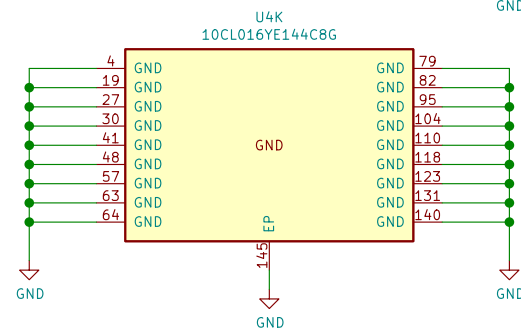 GND
U4K
10CL016YE144C8G
4 GND GND 79
19 GND GND 82
27 GND GND 95
30 GND GND 104
41 GND GND GND 110
48 GND GND 118
57 GND GND 123
63 GND GND 131
64 GND GND 140
EP
145
GND GND
GND